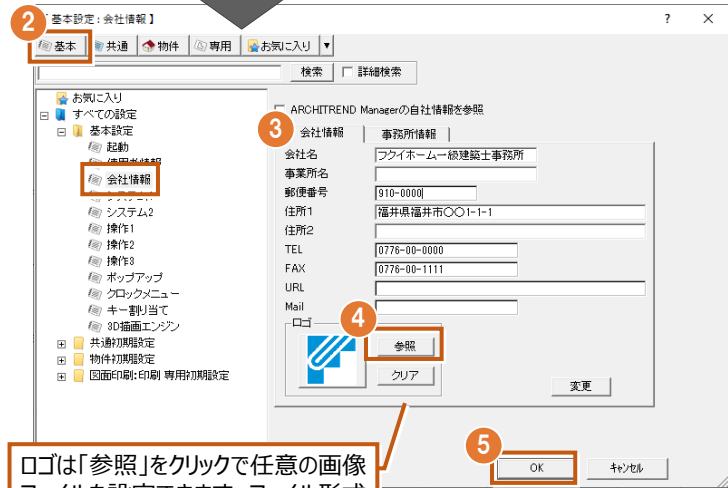 2
基本設定：会社情報 】
? ×
基本 共通 物件 専用 お気に入り ▼
検索 詳細検索
お気に入り
すべての設定
基本設定
起動
会社情報
システム2
操作1
操作2
操作3
ポップアップ
クロックメニュー
キー割り当て
3D描画エンジン
共通初期設定
物件初期設定
図面印刷:印刷 専用初期設定
ARCHITREND Managerの自社情報を参照
3
会社情報 事務所情報
会社名 フクイホーム一級建築士事務所
事業所名
郵便番号 910-0000
住所1 福井県福井市〇〇1-1-1
住所2
TEL 0776-00-0000
FAX 0776-00-1111
URL
Mail
4
ロゴ
参照
クリア
変更
5
OK キャンセル
ロゴは「参照」をクリックで任意の画像